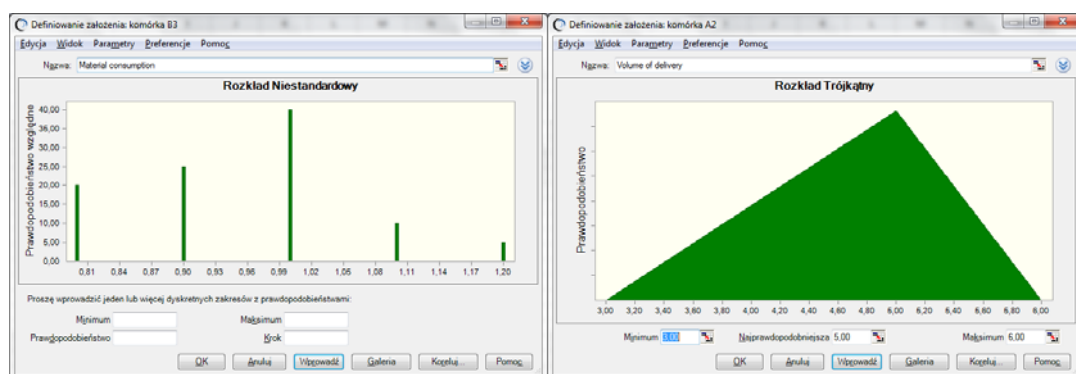 Definiowanie założenia: komórka B3
Edycja Widok Parametry Preferencje Pomoc
Nazwa: Material consumption
Rozkład Niestandardowy
Prawdopodobieństwo względne
40,00
36,00
30,00
25,00
20,00
15,00
10,00
5,00
0,00
0,81 0,84 0,87 0,90 0,93 0,96 0,99 1,02 1,05 1,08 1,11 1,14 1,17 1,20
Proszę wprowadzić jeden lub więcej dyskretnych zakresów z prawdopodobieństwami:
Minimum Maksimum
Prawdopodobieństwo Krok
OK Anuluj Wprowadź Galeria Koreluj... Pomoc
Definiowanie założenia: komórka A2
Edycja Widok Parametry Preferencje Pomoc
Nazwa: Volume of delivery
Rozkład Trójkątny
Prawdopodobieństwo
3,00 3,20 3,40 3,60 3,80 4,00 4,20 4,40 4,60 4,80 5,00 5,20 5,40 5,60 5,80 6,00
Minimum 3,00 Najprawdopodobniejsza 5,00 Maksimum 6,00
OK Anuluj Wprowadź Galeria Koreluj... Pomoc